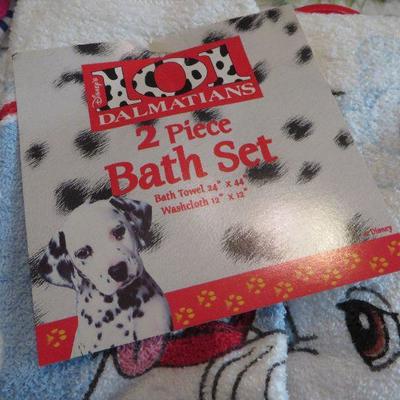 Disney's
101
DALMATIANS
2 Piece
Bath Set
Bath Towel 24" x 44"
Washcloth 12" x 12"
© Disney